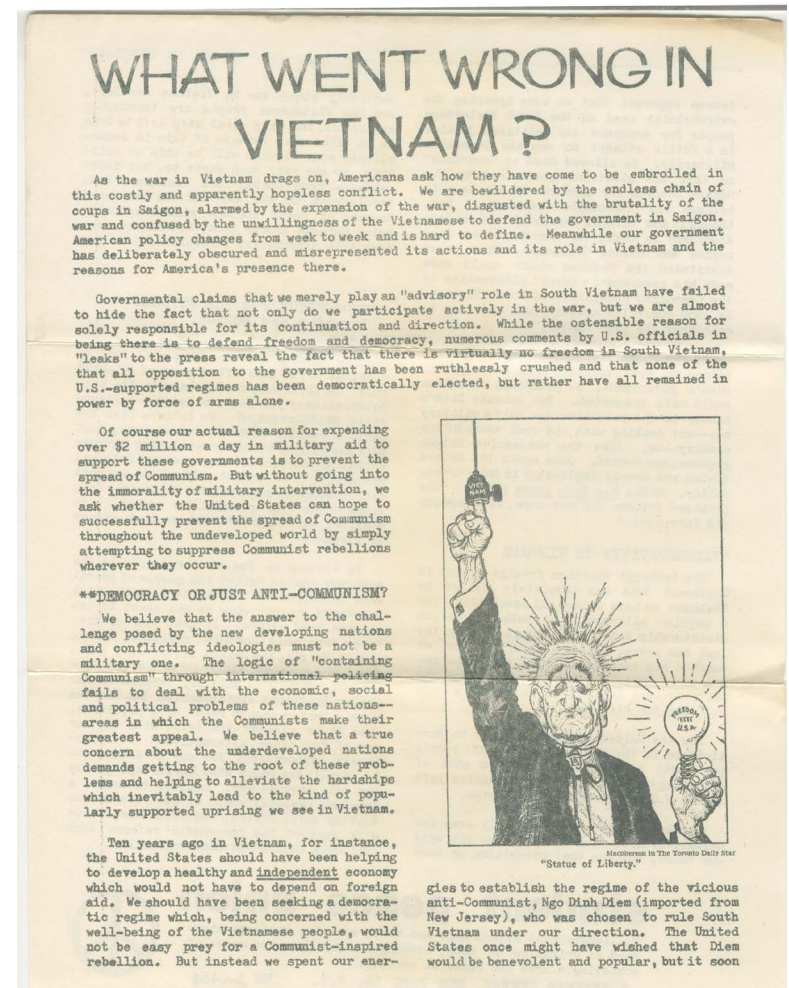 WHAT WENT WRONG IN
VIETNAM?
As the war in Vietnam drags on, Americans ask how they have come to be embroiled in
this costly and apparently hopeless conflict. We are bewildered by the endless chain of
coups in Saigon, alarmed by the expansion of the war, disgusted with the brutality of the
war and confused by the unwillingness of the Vietnamese to defend the government in Saigon.
American policy changes from week to week and is hard to define. Meanwhile our government
has deliberately obscured and misrepresented its actions and its role in Vietnam and the
reasons for America's presence there.
Governmental claims that we merely play an "advisory" role in South Vietnam have failed
to hide the fact that not only do we participate actively in the war, but we are almost
solely responsible for its continuation and direction. While the ostensible reason for
being there is to defend freedom and democracy, numerous comments by U.S. officials in
"leaks" to the press reveal the fact that there is virtually no freedom in South Vietnam,
that all opposition to the government has been ruthlessly crushed and that none of the
U.S.-supported regimes has been democratically elected, but rather have all remained in
power by force of arms alone.
Of course our actual reason for expending
over $2 million a day in military aid to
support these governments is to prevent the
spread of Communism. But without going into
the immorality of military intervention, we
ask whether the United States can hope to
successfully prevent the spread of Communism
throughout the undeveloped world by simply
attempting to suppress Communist rebellions
wherever they occur.
**DEMOCRACY OR JUST ANTI-COMMUNISM?
We believe that the answer to the chal-
lenge posed by the new developing nations
and conflicting ideologies must not be a
military one. The logic of "containing
Communism" through international policing
fails to deal with the economic, social
and political problems of these nations--
areas in which the Communists make their
greatest appeal. We believe that a true
concern about the underdeveloped nations
demands getting to the root of these prob-
lems and helping to alleviate the hardships
which inevitably lead to the kind of popu-
larly supported uprising we see in Vietnam.
Ten years ago in Vietnam, for instance,
the United States should have been helping
to develop a healthy and independent economy
which would not have to depend on foreign
aid. We should have been seeking a democra-
tic regime which, being concerned with the
well-being of the Vietnamese people, would
not be easy prey for a Communist-inspired
rebellion. But instead we spent our ener-
VIET
NAM
FREEDOM
U.S.A.
Macpherson in The Toronto Daily Star
"Statue of Liberty."
gies to establish the regime of the vicious
anti-Communist, Ngo Dinh Diem (imported from
New Jersey), who was chosen to rule South
Vietnam under our direction. The United
States once might have wished that Diem
would be benevolent and popular, but it soon